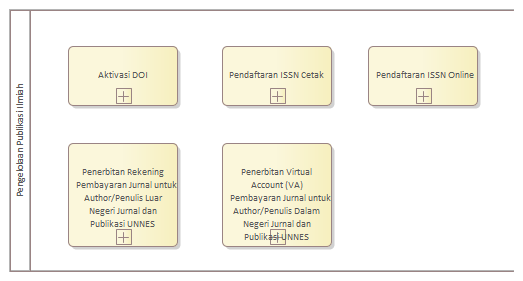 Pengelolaan Publikasi Ilmiah
Aktivasi DOI
Pendaftaran ISSN Cetak
Pendaftaran ISSN Online
Penerbitan Rekening
Pembayaran Jurnal untuk
Author/Penulis Luar
Negeri Jurnal dan
Publikasi UNNES
Penerbitan Virtual
Account (VA)
Pembayaran Jurnal untuk
Author/Penulis Dalam
Negeri Jurnal dan
Publikasi UNNES